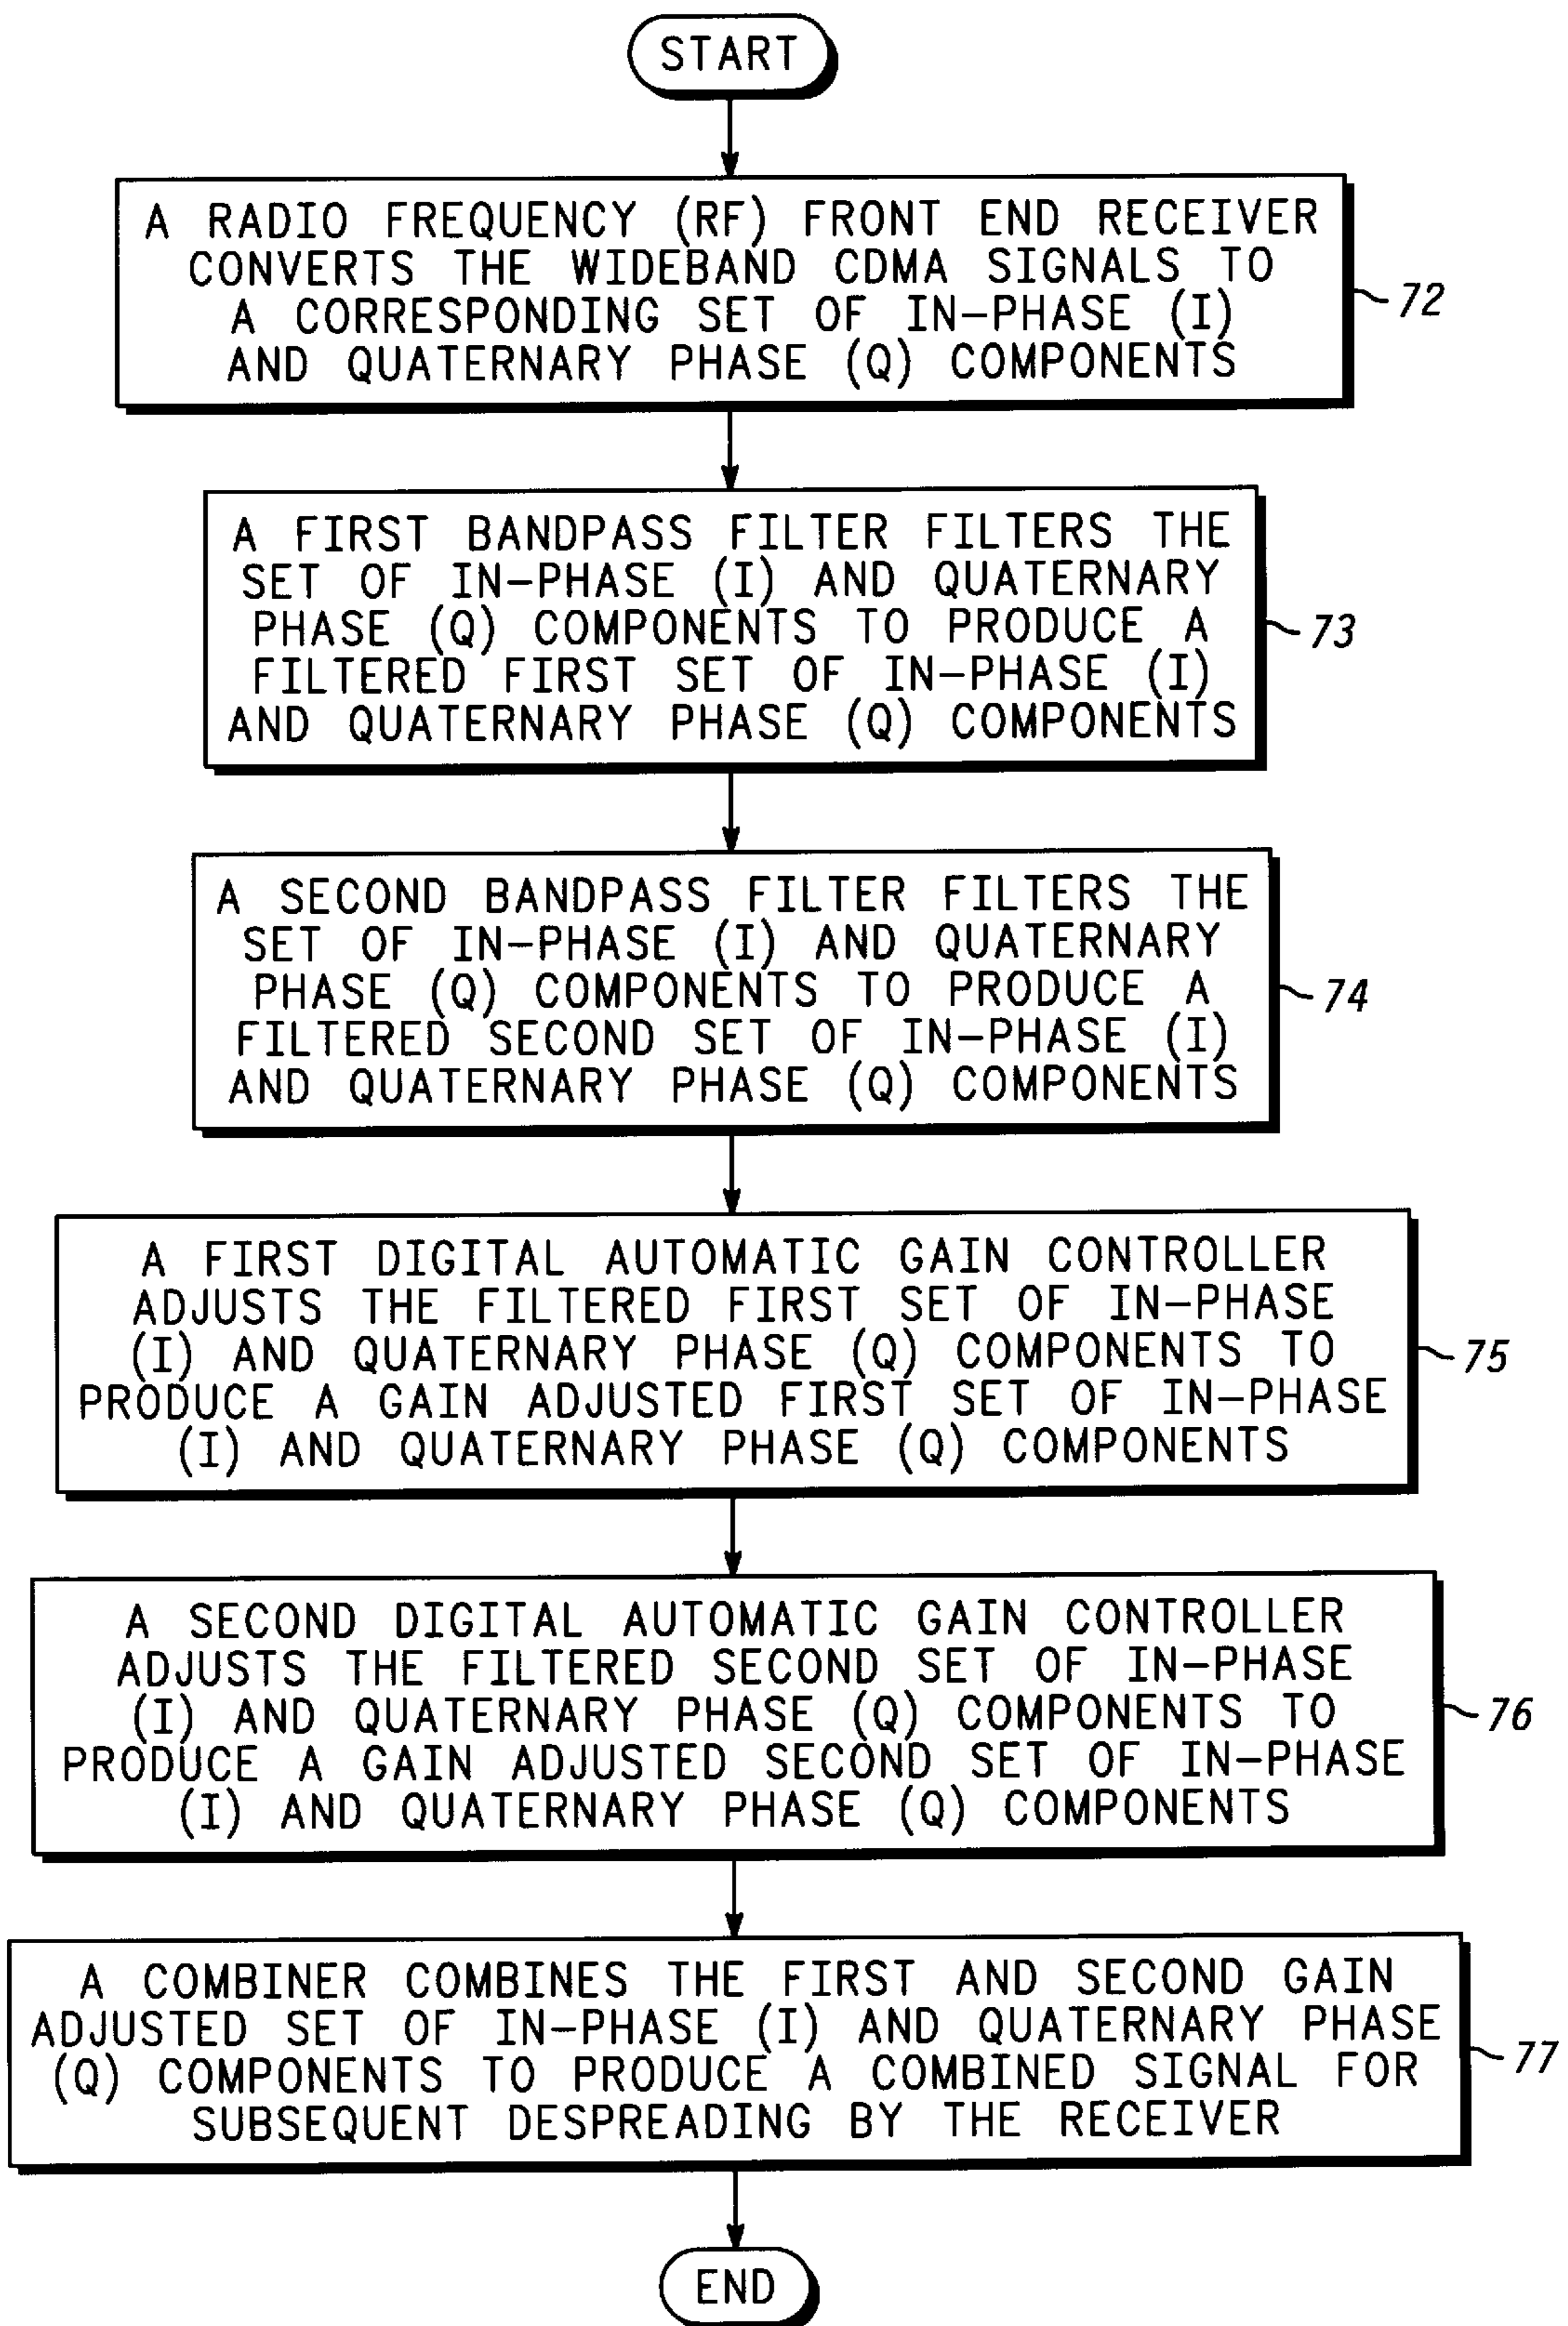 START
A RADIO FREQUENCY (RF) FRONT END RECEIVER
CONVERTS THE WIDEBAND CDMA SIGNALS TO
A CORRESPONDING SET OF IN-PHASE (I)
AND QUATERNARY PHASE (Q) COMPONENTS
72
A FIRST BANDPASS FILTER FILTERS THE
SET OF IN-PHASE (I) AND QUATERNARY
PHASE (Q) COMPONENTS TO PRODUCE A
FILTERED FIRST SET OF IN-PHASE (I)
AND QUATERNARY PHASE (Q) COMPONENTS
73
A SECOND BANDPASS FILTER FILTERS THE
SET OF IN-PHASE (I) AND QUATERNARY
PHASE (Q) COMPONENTS TO PRODUCE A
FILTERED SECOND SET OF IN-PHASE (I)
AND QUATERNARY PHASE (Q) COMPONENTS
74
A FIRST DIGITAL AUTOMATIC GAIN CONTROLLER
ADJUSTS THE FILTERED FIRST SET OF IN-PHASE
(I) AND QUATERNARY PHASE (Q) COMPONENTS TO
PRODUCE A GAIN ADJUSTED FIRST SET OF IN-PHASE
(I) AND QUATERNARY PHASE (Q) COMPONENTS
75
A SECOND DIGITAL AUTOMATIC GAIN CONTROLLER
ADJUSTS THE FILTERED SECOND SET OF IN-PHASE
(I) AND QUATERNARY PHASE (Q) COMPONENTS TO
PRODUCE A GAIN ADJUSTED SECOND SET OF IN-PHASE
(I) AND QUATERNARY PHASE (Q) COMPONENTS
76
A COMBINER COMBINES THE FIRST AND SECOND GAIN
ADJUSTED SET OF IN-PHASE (I) AND QUATERNARY PHASE
(Q) COMPONENTS TO PRODUCE A COMBINED SIGNAL FOR
SUBSEQUENT DESPREADING BY THE RECEIVER
77
END